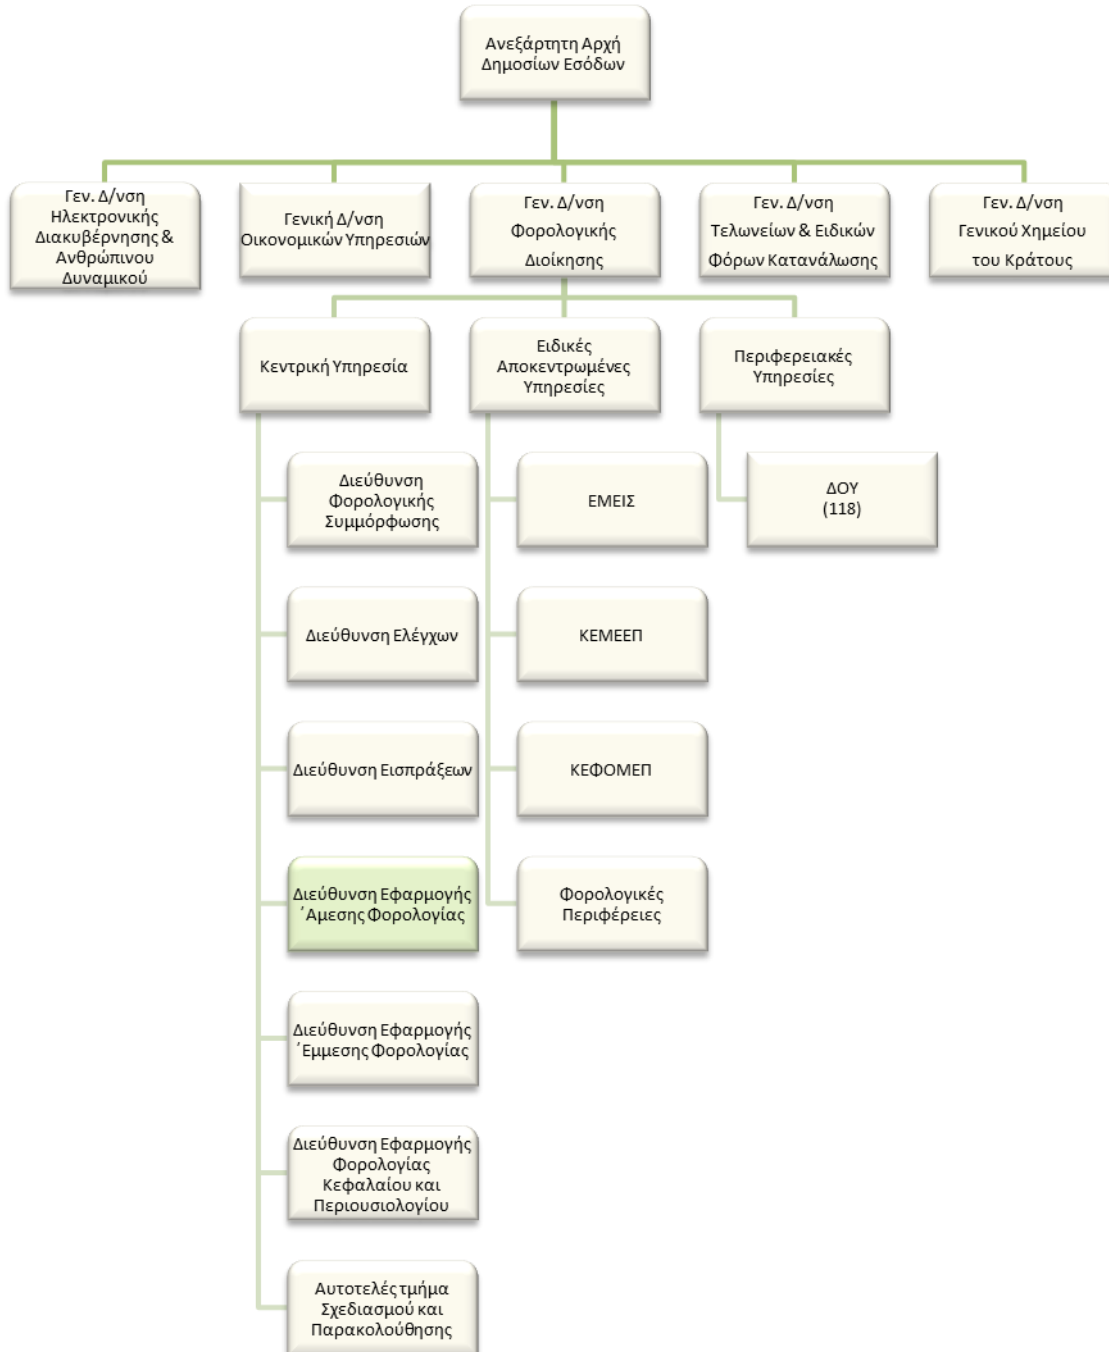 Ανεξάρτητη Αρχή
Δημοσίων Εσόδων
Γεν. Δ/νση
Ηλεκτρονικής
Διακυβέρνησης &
Ανθρώπινου
Δυναμικού
Γενική Δ/νση
Οικονομικών Υπηρεσιών
Γεν. Δ/νση
Φορολογικής
Διοίκησης
Γεν. Δ/νση
Τελωνείων & Ειδικών
Φόρων Κατανάλωσης
Γεν. Δ/νση
Γενικού Χημείου
του Κράτους
Κεντρική Υπηρεσία
Ειδικές
Αποκεντρωμένες
Υπηρεσίες
Περιφερειακές
Υπηρεσίες
Διεύθυνση
Φορολογικής
Συμμόρφωσης
ΕΜΕΙΣ
ΔΟΥ
(118)
Διεύθυνση Ελέγχων
ΚΕΜΕΕΠ
Διεύθυνση Εισπράξεων
ΚΕΦΟΜΕΠ
Διεύθυνση Εφαρμογής
΄Αμεσης Φορολογίας
Φορολογικές
Περιφέρειες
Διεύθυνση Εφαρμογής
΄Εμμεσης Φορολογίας
Διεύθυνση Εφαρμογής
Φορολογίας
Κεφαλαίου και
Περιουσιολογίου
Αυτοτελές τμήμα
Σχεδιασμού και
Παρακολούθησης